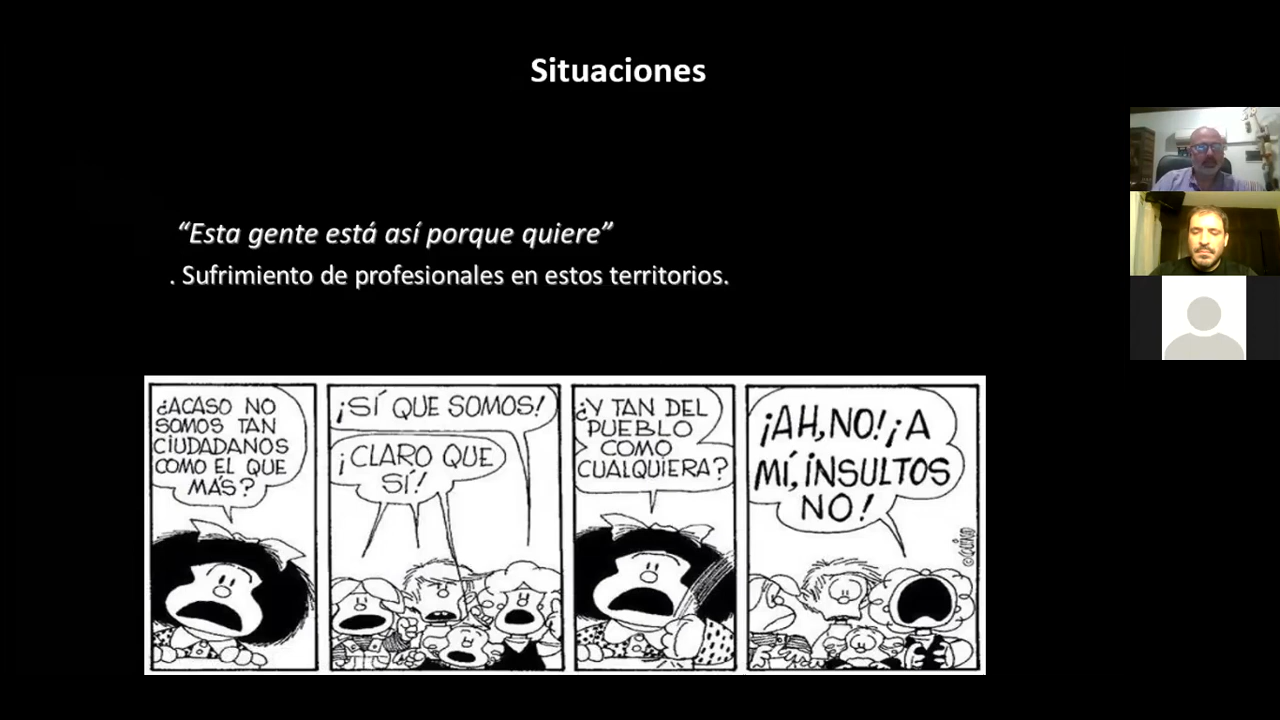 Situaciones
“Esta gente está así porque quiere”
. Sufrimiento de profesionales en estos territorios.
¿ACASO NO
SOMOS TAN
CIUDADANOS
COMO EL QUE
MÁS?
¡SÍ QUE SOMOS!
¡CLARO QUE
SÍ!
¿Y TAN DEL
PUEBLO
COMO
CUALQUIERA?
¡AH, NO! ¡A
MÍ, INSULTOS
NO!
©QUINO